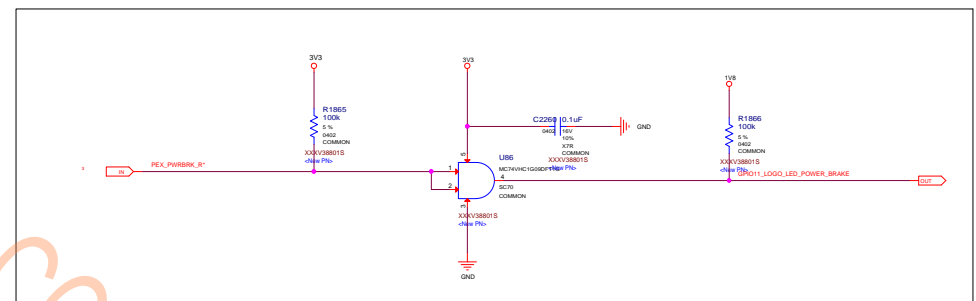 3V3
R1865
100k
5 %
0402
COMMON
XXXV38801S
<New PN>
PEX_PWRBRK_R*
IN
3V3
C2260
0.1uF
0402
16V
10%
X7R
COMMON
XXXV38801S
<New PN>
GND
5
1
2
4
3
U86
SC70
COMMON
XXXV38801S
<New PN>
GND
1V8
R1866
100k
5 %
0402
COMMON
XXXV38801S
<New PN>
GPIO11_LOGO_LED_POWER_BRAKE
OUT